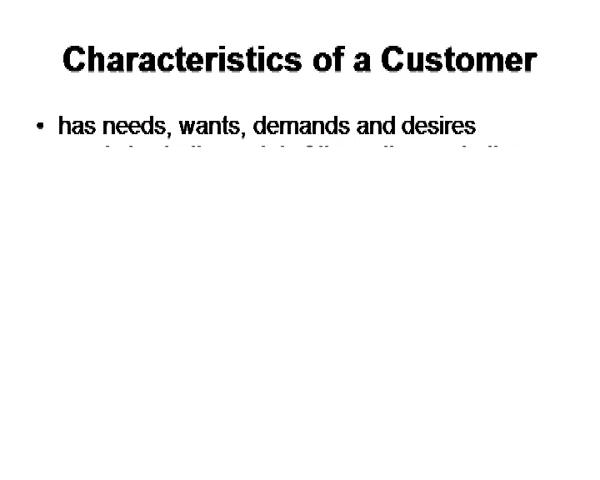 Characteristics of a Customer
• has needs, wants, demands and desires